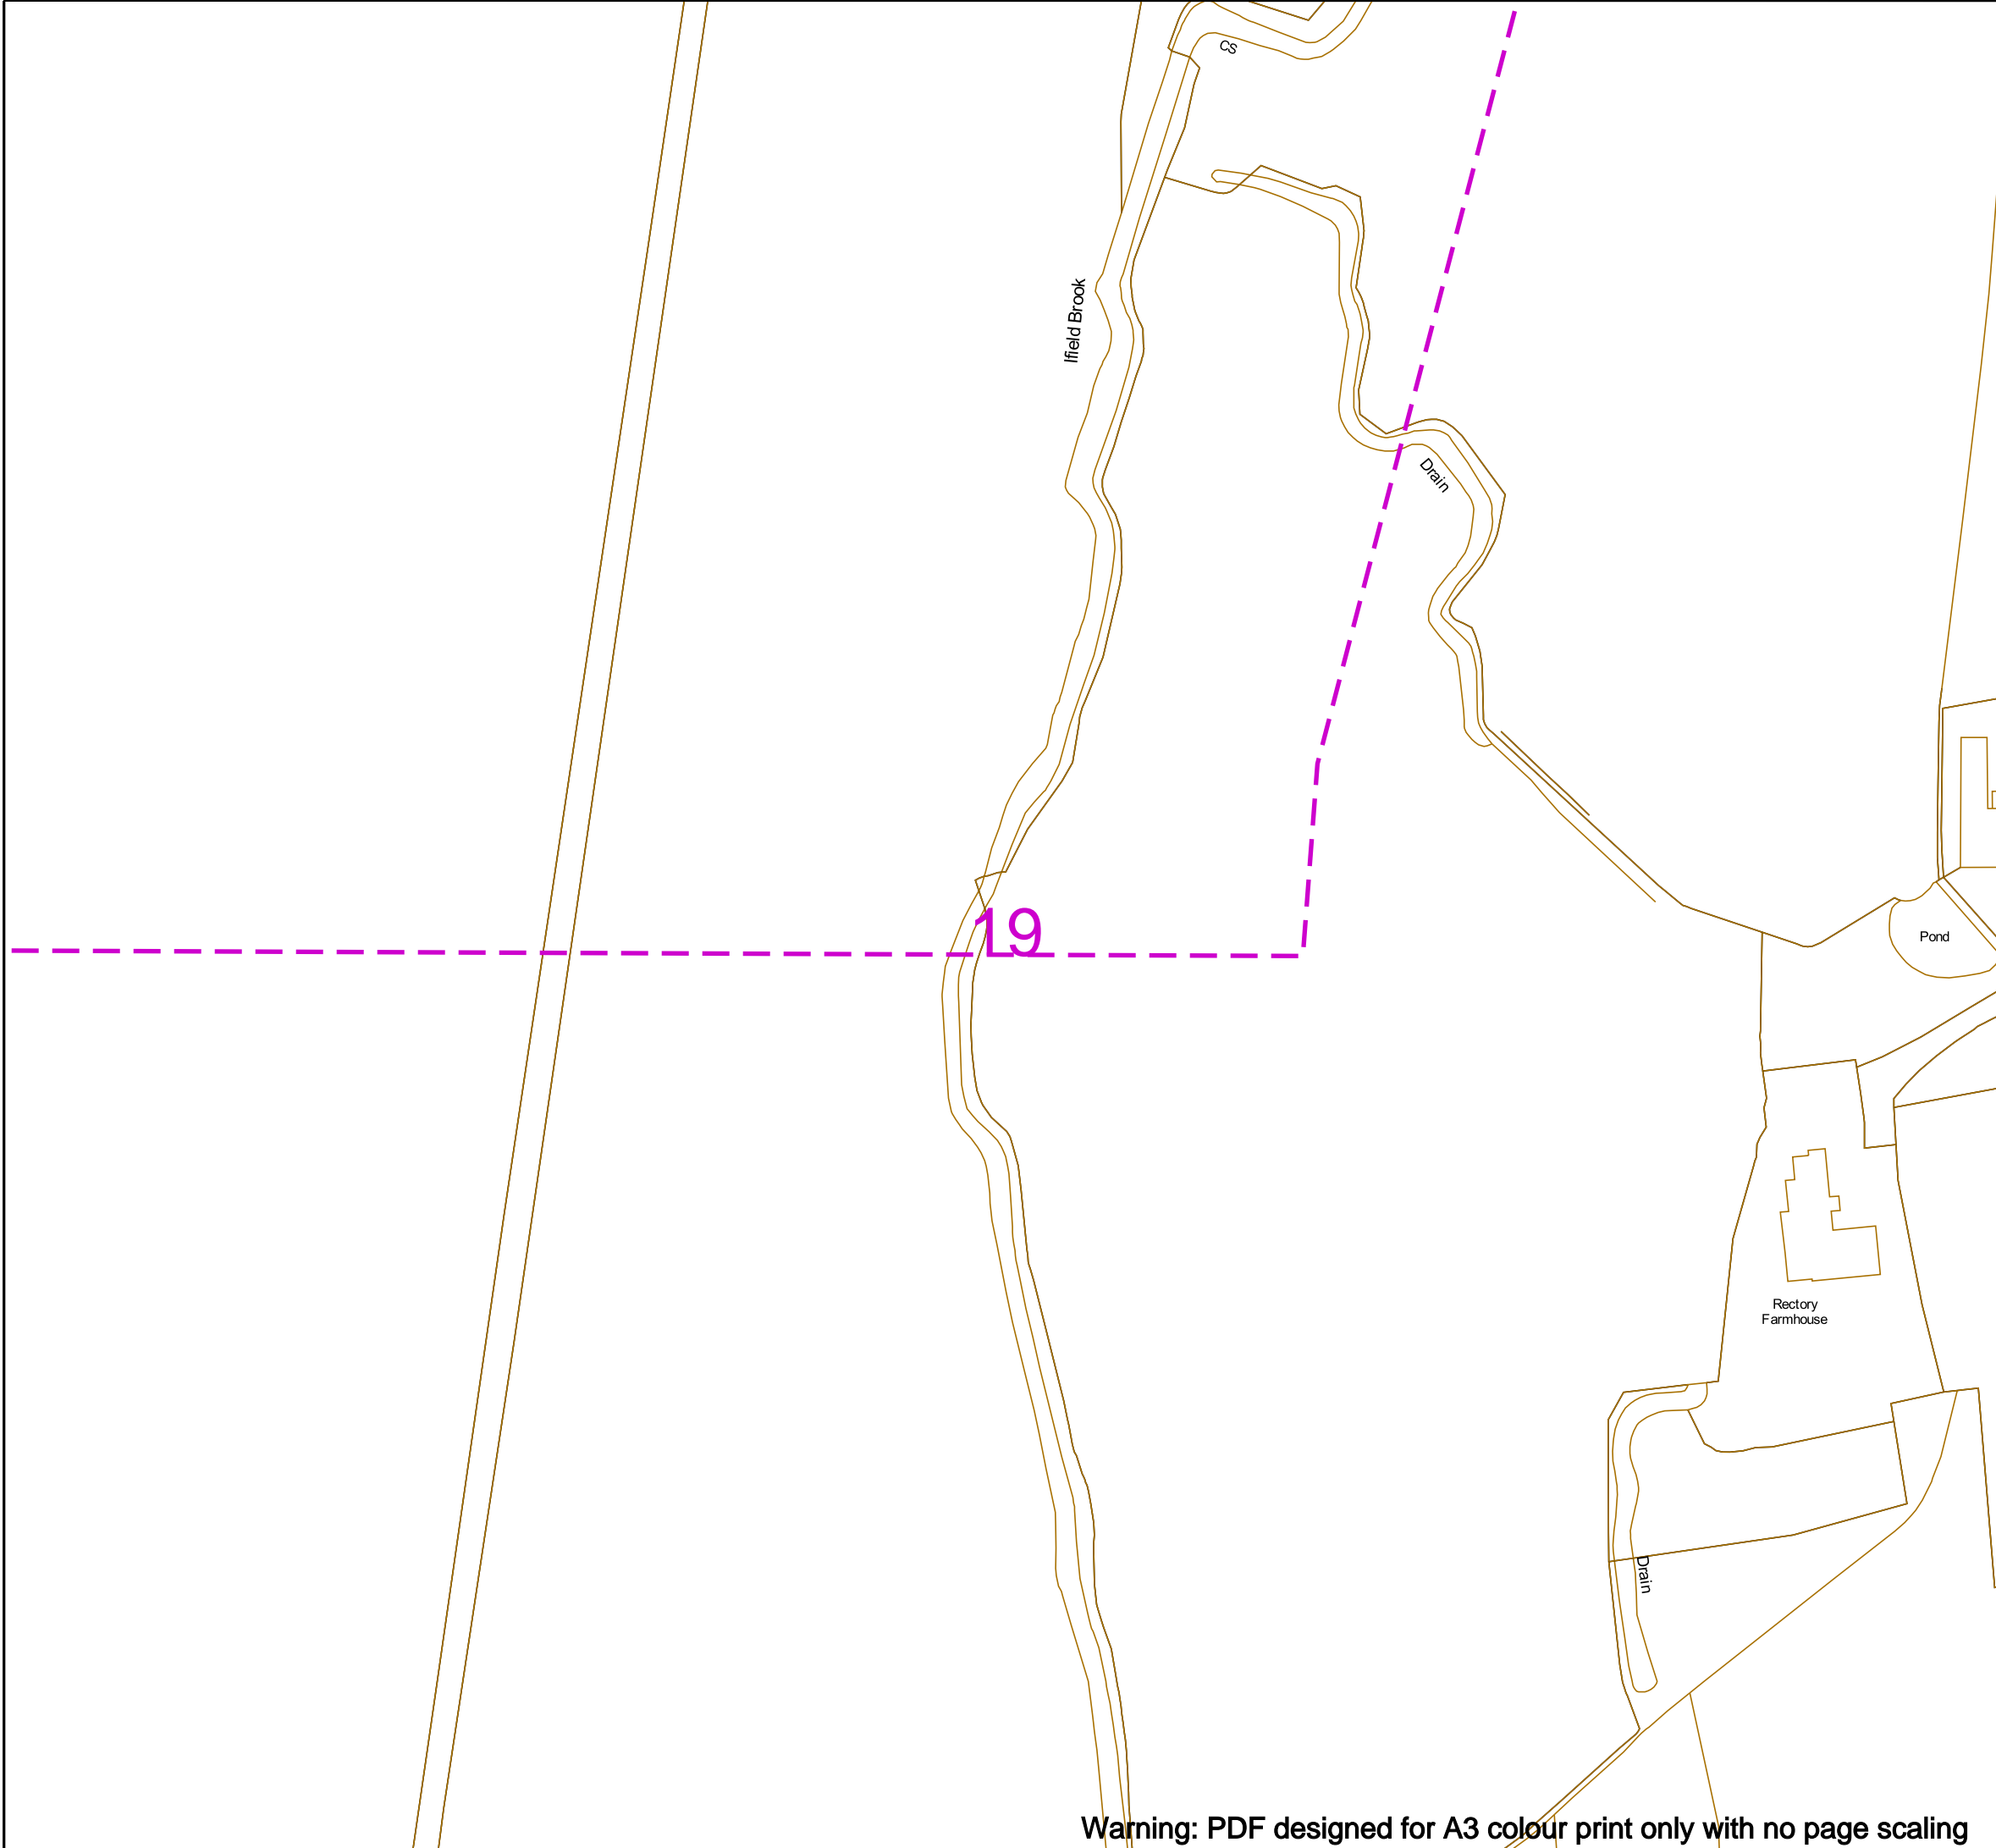 CS
Ifield Brook
Drain
19
Pond
Rectory
Farmhouse
Drain
Warning: PDF designed for A3 colour print only with no page scaling